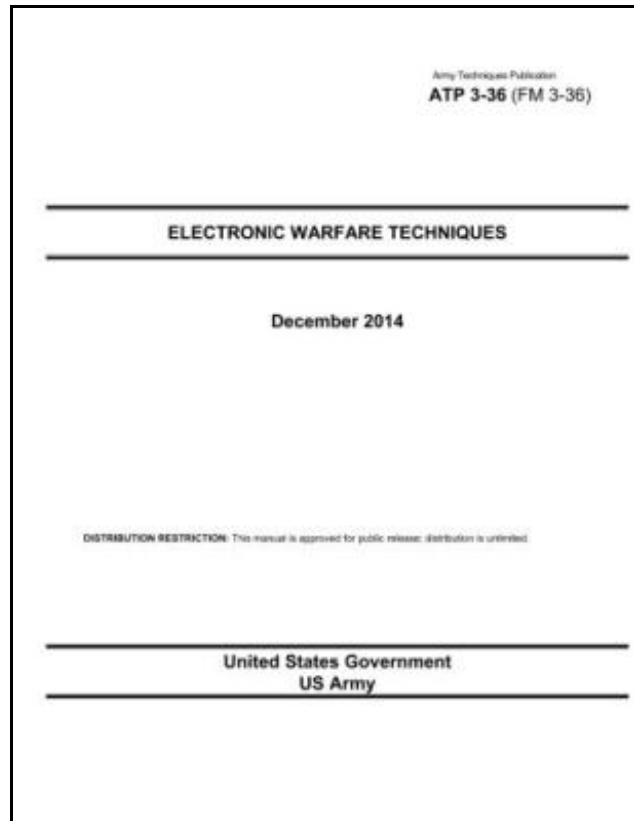 Army Techniques Publication
ATP 3-36 (FM 3-36)
ELECTRONIC WARFARE TECHNIQUES
December 2014
DISTRIBUTION RESTRICTION: This manual is approved for public release; distribution is unlimited.
United States Government
US Army